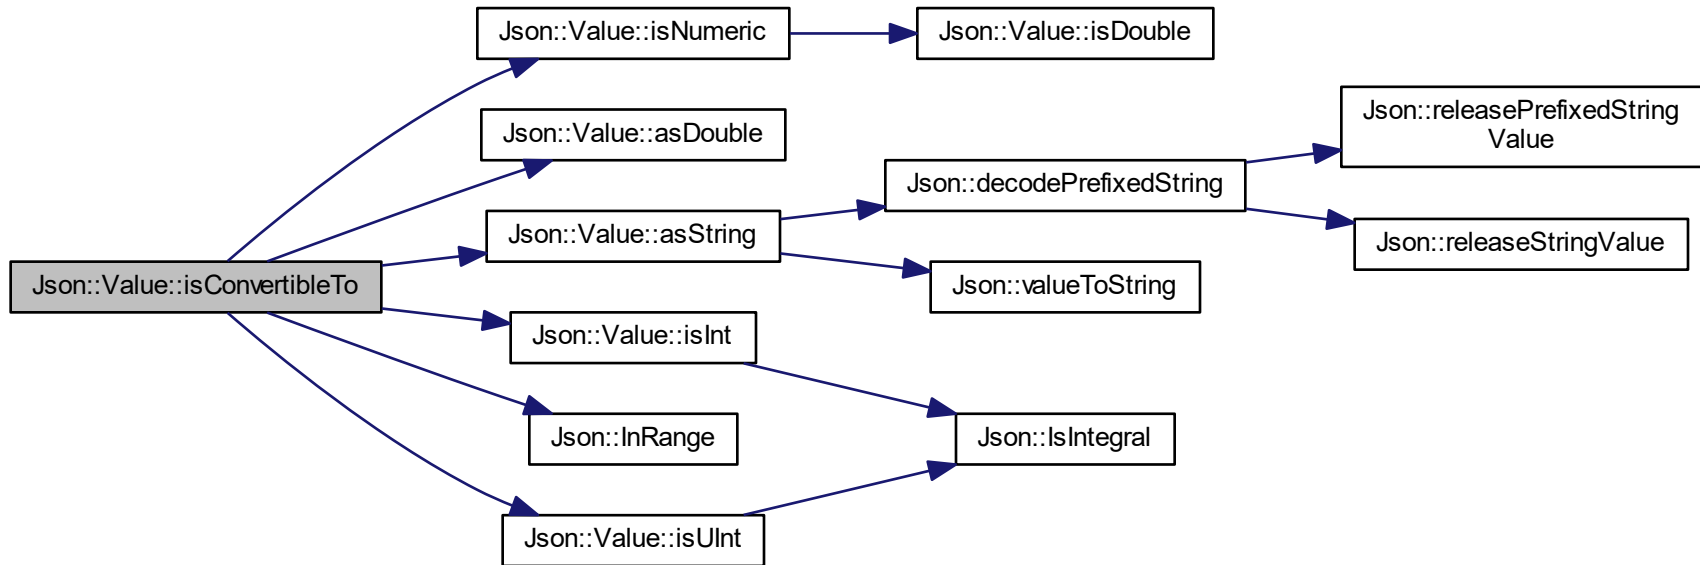 Json::Value::isNumeric
Json::Value::isDouble
Json::releasePrefixedString
Value
Json::Value::asDouble
Json::decodePrefixedString
Json::Value::asString
Json::releaseStringValue
Json::Value::isConvertibleTo
Json::valueToString
Json::Value::isInt
Json::InRange
Json::IsIntegral
Json::Value::isUInt